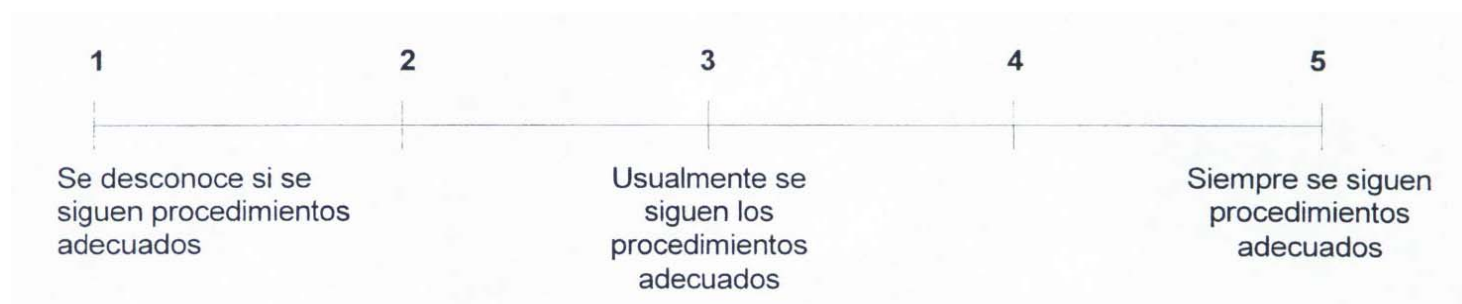 1 2 3 4 5
Se desconoce si se
siguen procedimientos
adecuados
Usualmente se
siguen los
procedimientos
adecuados
Siempre se siguen
procedimientos
adecuados